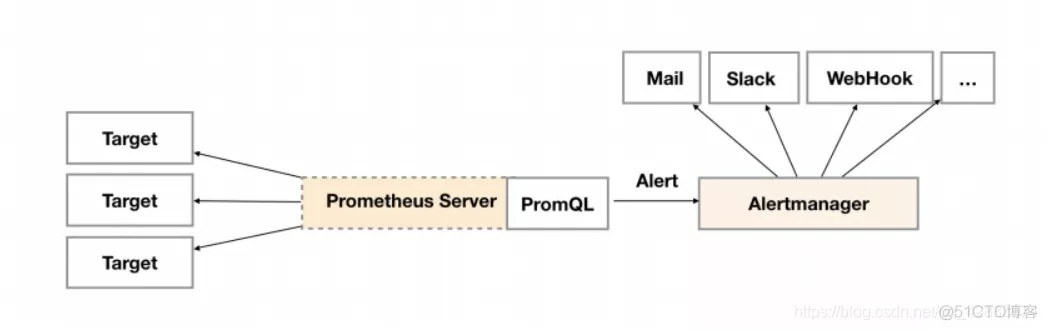 Mail
Slack
WebHook
...
Target
Target
Target
Prometheus Server
PromQL
Alert
Alertmanager
https://blog.csdn.net/
@51CTO博客